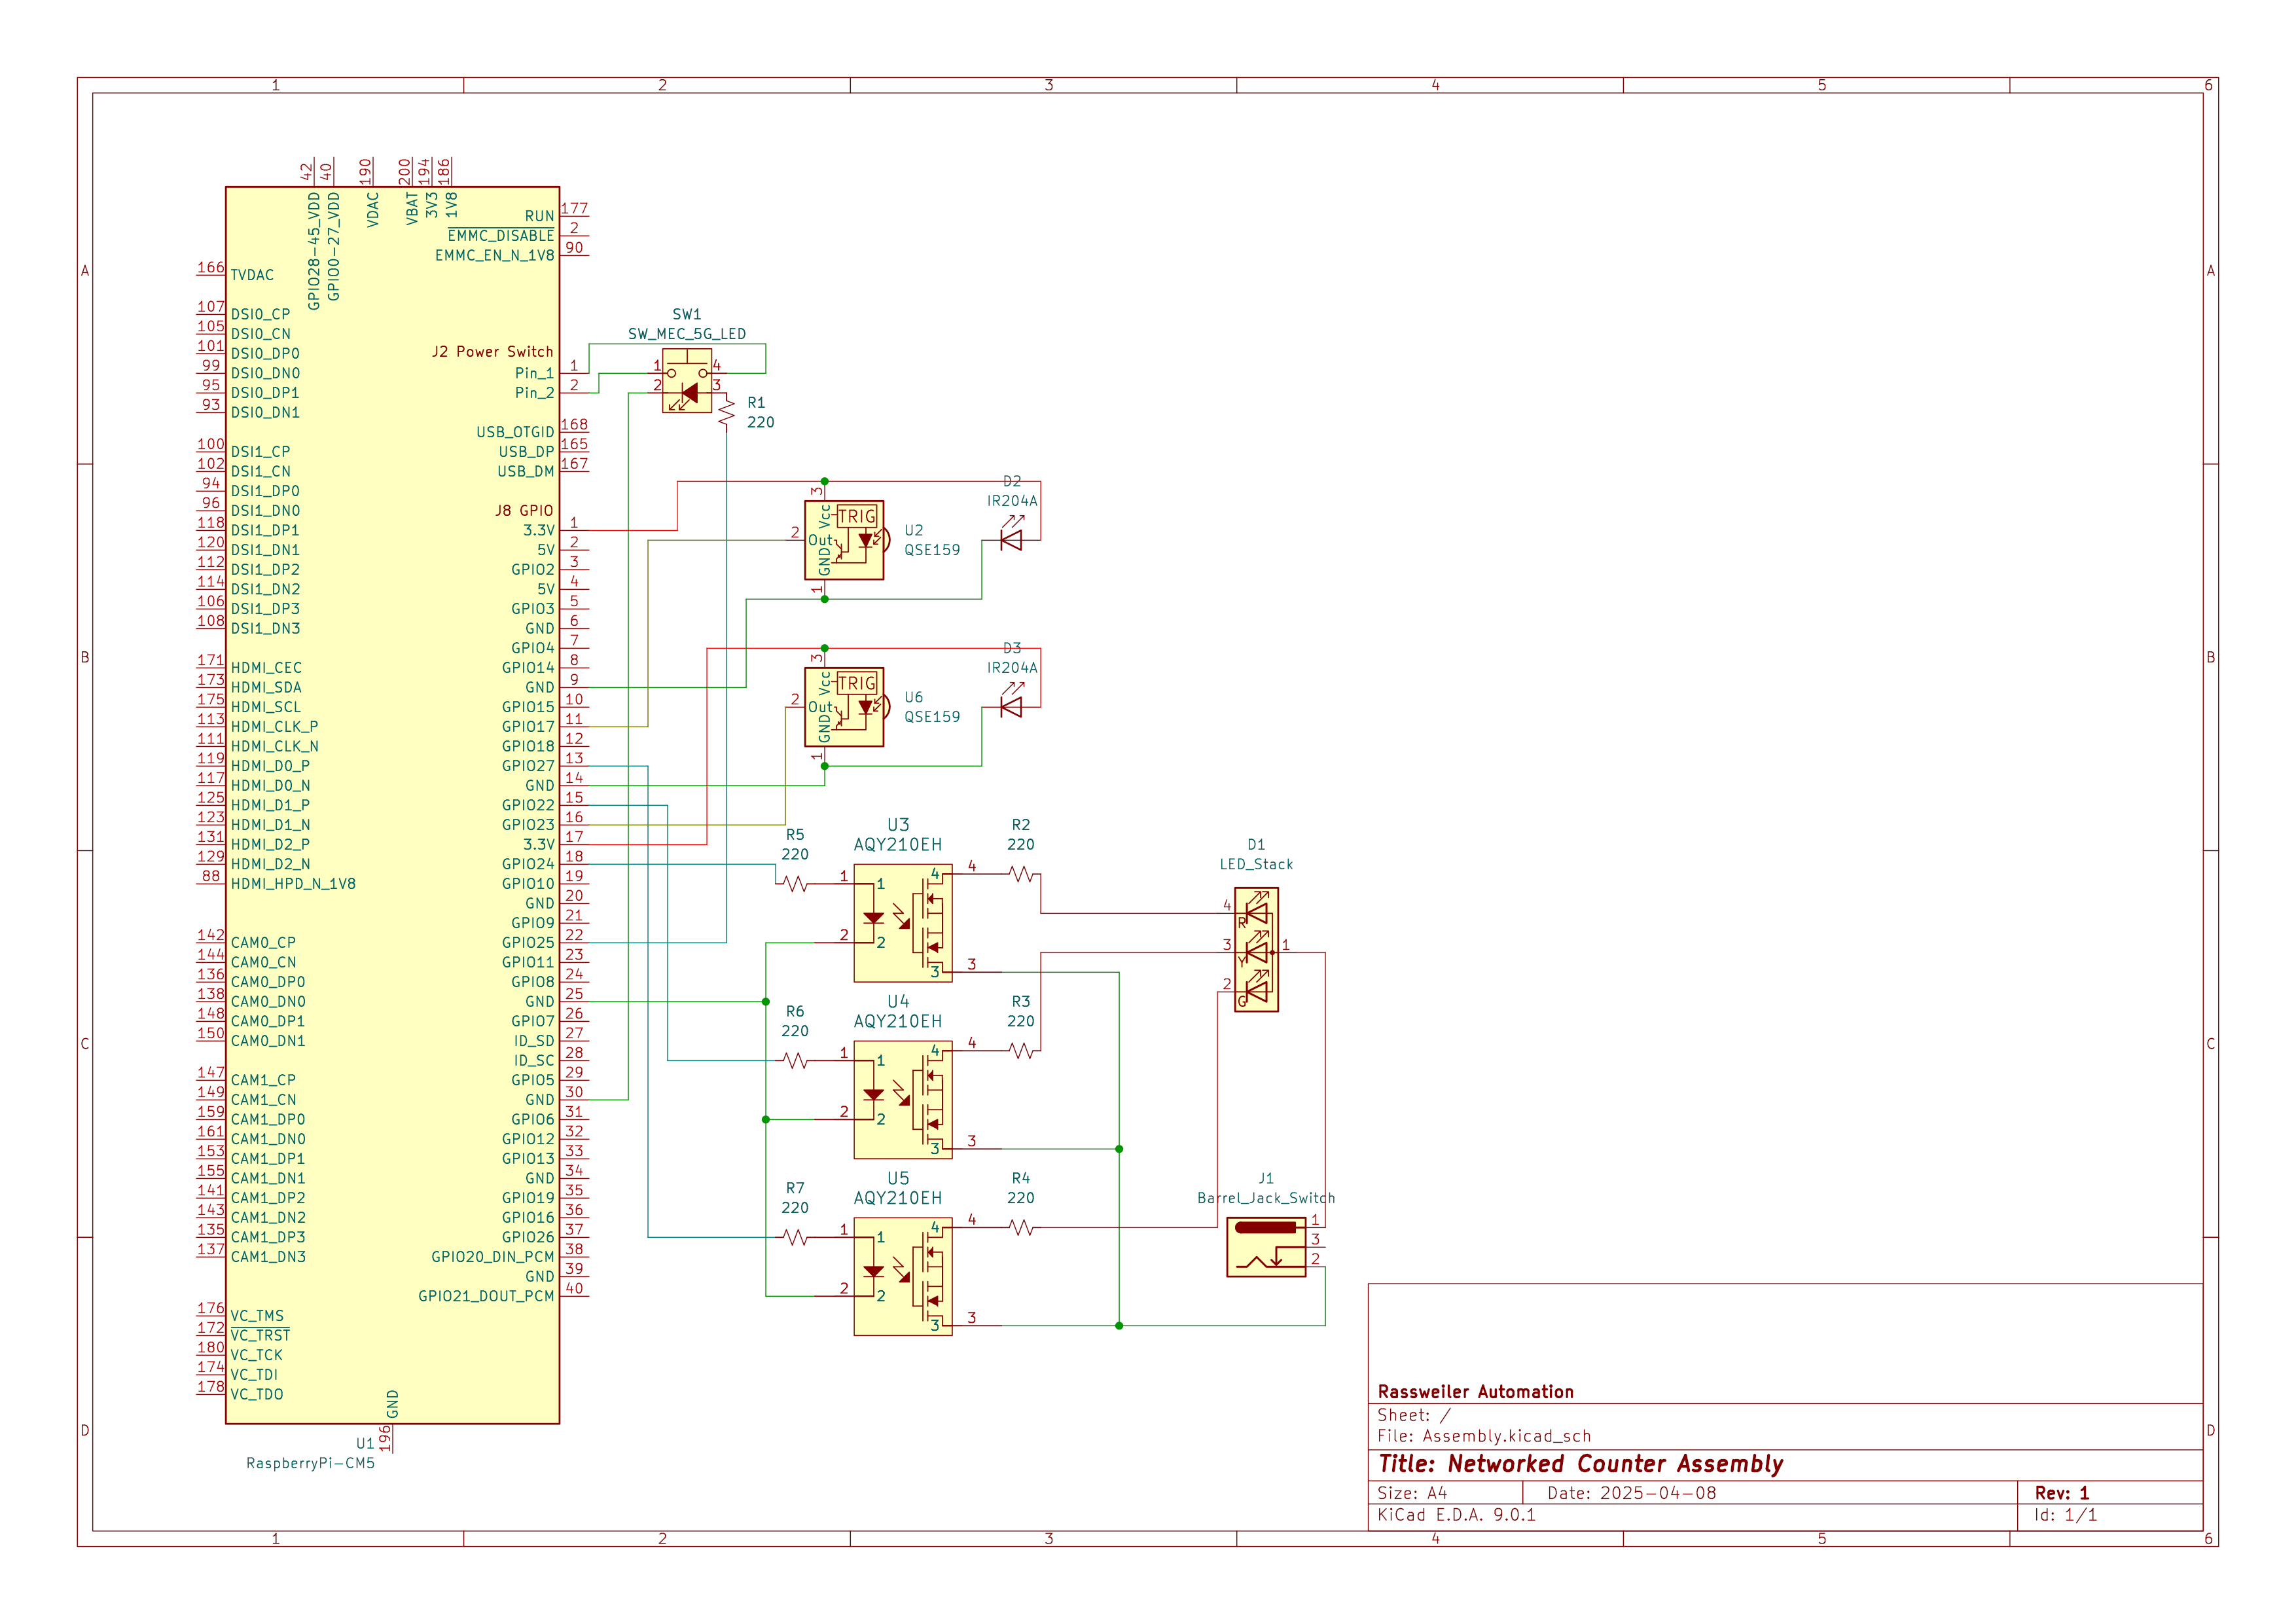 1 2 3 4 5 6
A A
B B
C C
D D
42 40 190 200 194 186
GPIO28-45_VDD GPIO0-27_VDD VDAC VBAT 3V3 1V8
RUN 177
EMMC_DISABLE 2
EMMC_EN_N_1V8 90
166 TVDAC
107 DSI0_CP
105 DSI0_CN
101 DSI0_DP0
99 DSI0_DN0
95 DSI0_DP1
93 DSI0_DN1
100 DSI1_CP
102 DSI1_CN
94 DSI1_DP0
96 DSI1_DN0
118 DSI1_DP1
120 DSI1_DN1
112 DSI1_DP2
114 DSI1_DN2
106 DSI1_DP3
108 DSI1_DN3
171 HDMI_CEC
173 HDMI_SDA
175 HDMI_SCL
113 HDMI_CLK_P
111 HDMI_CLK_N
119 HDMI_D0_P
117 HDMI_D0_N
125 HDMI_D1_P
123 HDMI_D1_N
131 HDMI_D2_P
129 HDMI_D2_N
88 HDMI_HPD_N_1V8
142 CAM0_CP
144 CAM0_CN
136 CAM0_DP0
138 CAM0_DN0
148 CAM0_DP1
150 CAM0_DN1
147 CAM1_CP
149 CAM1_CN
159 CAM1_DP0
161 CAM1_DN0
153 CAM1_DP1
155 CAM1_DN1
141 CAM1_DP2
143 CAM1_DN2
135 CAM1_DP3
137 CAM1_DN3
176 VC_TMS
172 VC_TRST
180 VC_TCK
174 VC_TDI
178 VC_TDO
J2 Power Switch
Pin_1 1
Pin_2 2
USB_OTGID 168
USB_DP 165
USB_DM 167
J8 GPIO
3.3V 1
5V 2
GPIO2 3
5V 4
GPIO3 5
GND 6
GPIO4 7
GPIO14 8
GND 9
GPIO15 10
GPIO17 11
GPIO18 12
GPIO27 13
GND 14
GPIO22 15
GPIO23 16
3.3V 17
GPIO24 18
GPIO10 19
GND 20
GPIO9 21
GPIO25 22
GPIO11 23
GPIO8 24
GND 25
GPIO7 26
ID_SD 27
ID_SC 28
GPIO5 29
GND 30
GPIO6 31
GPIO12 32
GPIO13 33
GND 34
GPIO19 35
GPIO16 36
GPIO26 37
GPIO20_DIN_PCM 38
GND 39
GPIO21_DOUT_PCM 40
GND 196
U1
RaspberryPi-CM5
SW1
SW_MEC_5G_LED
1 4
2 3
R1
220
3 Vcc TRIG
2 Out
GND 1
U2
QSE159
D2
IR204A
3 Vcc TRIG
2 Out
GND 1
U6
QSE159
D3
IR204A
R5
220
U3
AQY210EH
1 1 4 4
2 2 3 3
R2
220
R6
220
U4
AQY210EH
1 1 4 4
2 2 3 3
R3
220
R7
220
U5
AQY210EH
1 1 4 4
2 2 3 3
R4
220
D1
LED_Stack
4 R
3 Y 1
2 G
J1
Barrel_Jack_Switch
1
3
2
Rassweiler Automation
Sheet: /
File: Assembly.kicad_sch
Title: Networked Counter Assembly
Size: A4 Date: 2025-04-08 Rev: 1
KiCad E.D.A. 9.0.1 Id: 1/1
1 2 3 4 5 6